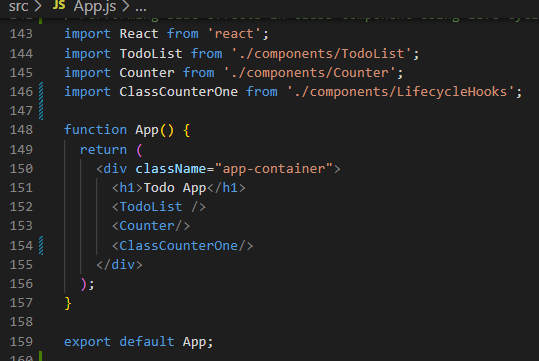 src > JS App.js > ...
143 import React from 'react';
144 import TodoList from './components/TodoList';
145 import Counter from './components/Counter';
146 import ClassCounterOne from './components/LifecycleHooks';
147
148 function App() {
149   return (
150     <div className="app-container">
151       <h1>Todo App</h1>
152       <TodoList />
153       <Counter/>
154       <ClassCounterOne/>
155     </div>
156   );
157 }
158
159 export default App;
160